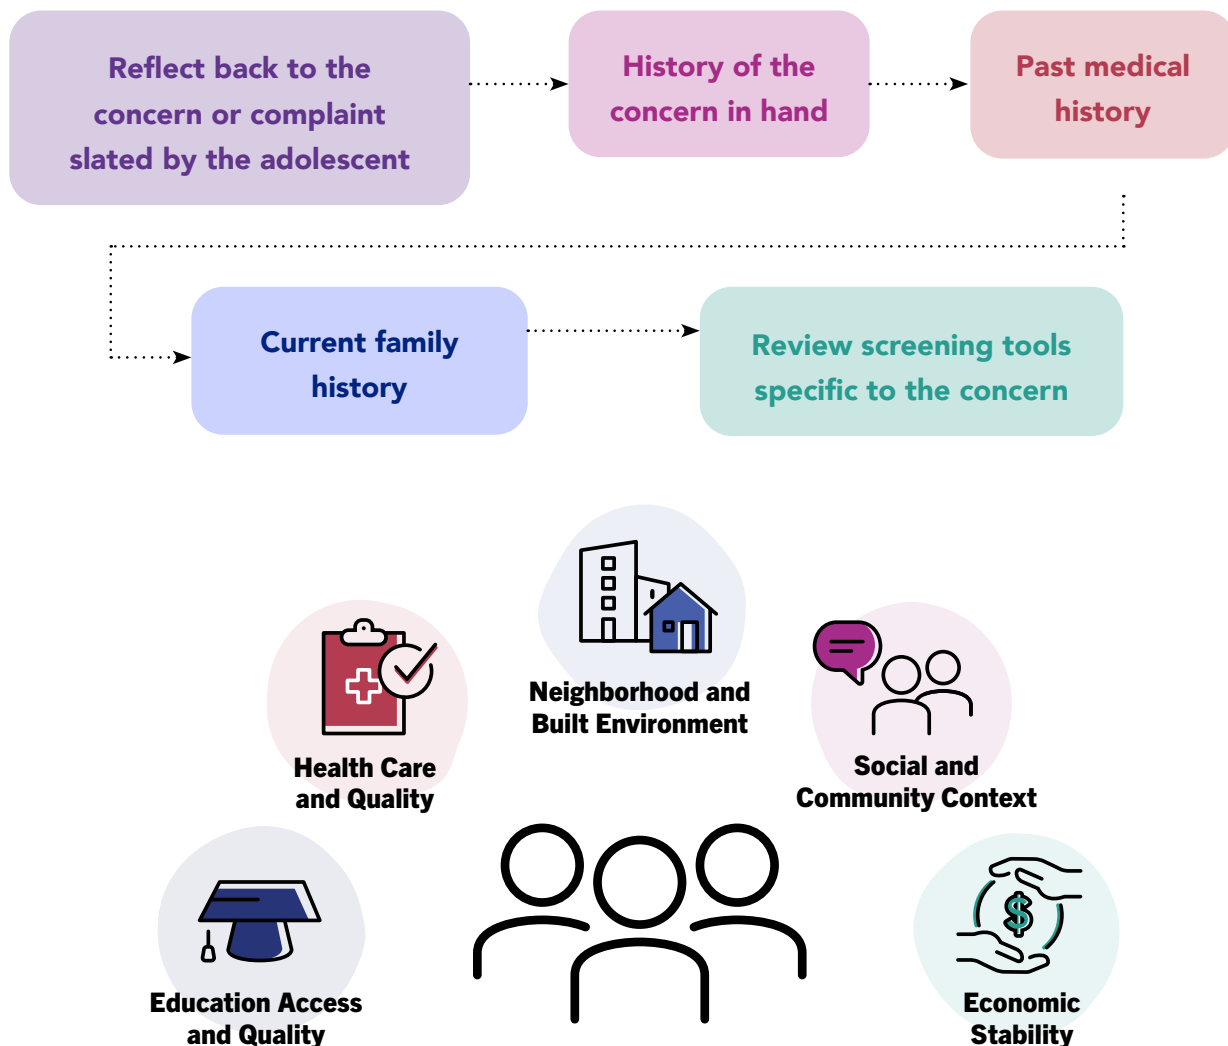 Reflect back to the
concern or complaint
slated by the adolescent
History of the
concern in hand
Past medical
history
Current family
history
Review screening tools
specific to the concern
Neighborhood and
Built Environment
Health Care
and Quality
Social and
Community Context
Education Access
and Quality
$
Economic
Stability